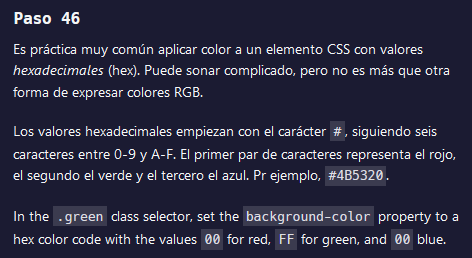 Paso 46
Es práctica muy común aplicar color a un elemento CSS con valores
hexadecimales (hex). Puede sonar complicado, pero no es más que otra
forma de expresar colores RGB.
Los valores hexadecimales empiezan con el carácter #, siguiendo seis
caracteres entre 0-9 y A-F. El primer par de caracteres representa el rojo,
el segundo el verde y el tercero el azul. Pr ejemplo, #4B5320.
In the .green class selector, set the background-color property to a
hex color code with the values 00 for red, FF for green, and 00 blue.